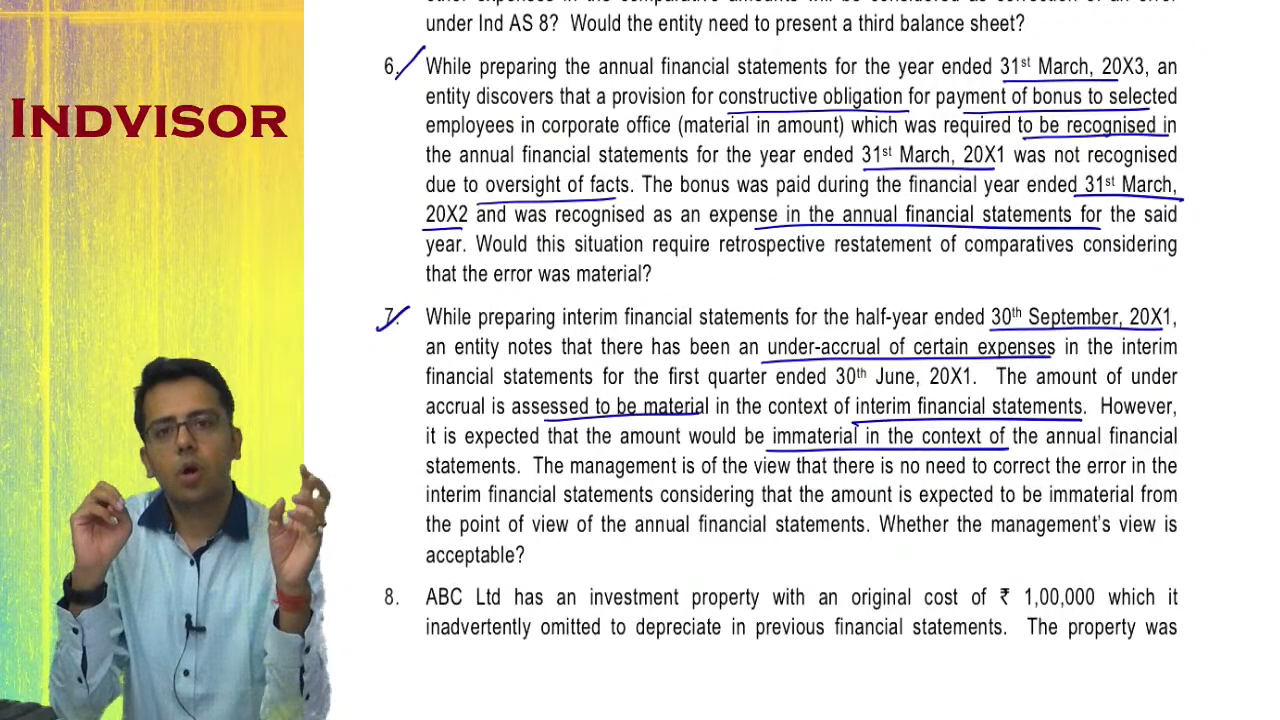 INDVISOR
under Ind AS 8? Would the entity need to present a third balance sheet?
6. While preparing the annual financial statements for the year ended 31st March, 20X3, an
entity discovers that a provision for constructive obligation for payment of bonus to selected
employees in corporate office (material in amount) which was required to be recognised in
the annual financial statements for the year ended 31st March, 20X1 was not recognised
due to oversight of facts. The bonus was paid during the financial year ended 31st March,
20X2 and was recognised as an expense in the annual financial statements for the said
year. Would this situation require retrospective restatement of comparatives considering
that the error was material?
7. While preparing interim financial statements for the half-year ended 30th September, 20X1,
an entity notes that there has been an under-accrual of certain expenses in the interim
financial statements for the first quarter ended 30th June, 20X1. The amount of under
accrual is assessed to be material in the context of interim financial statements. However,
it is expected that the amount would be immaterial in the context of the annual financial
statements. The management is of the view that there is no need to correct the error in the
interim financial statements considering that the amount is expected to be immaterial from
the point of view of the annual financial statements. Whether the management's view is
acceptable?
8. ABC Ltd has an investment property with an original cost of ₹ 1,00,000 which it
inadvertently omitted to depreciate in previous financial statements. The property was